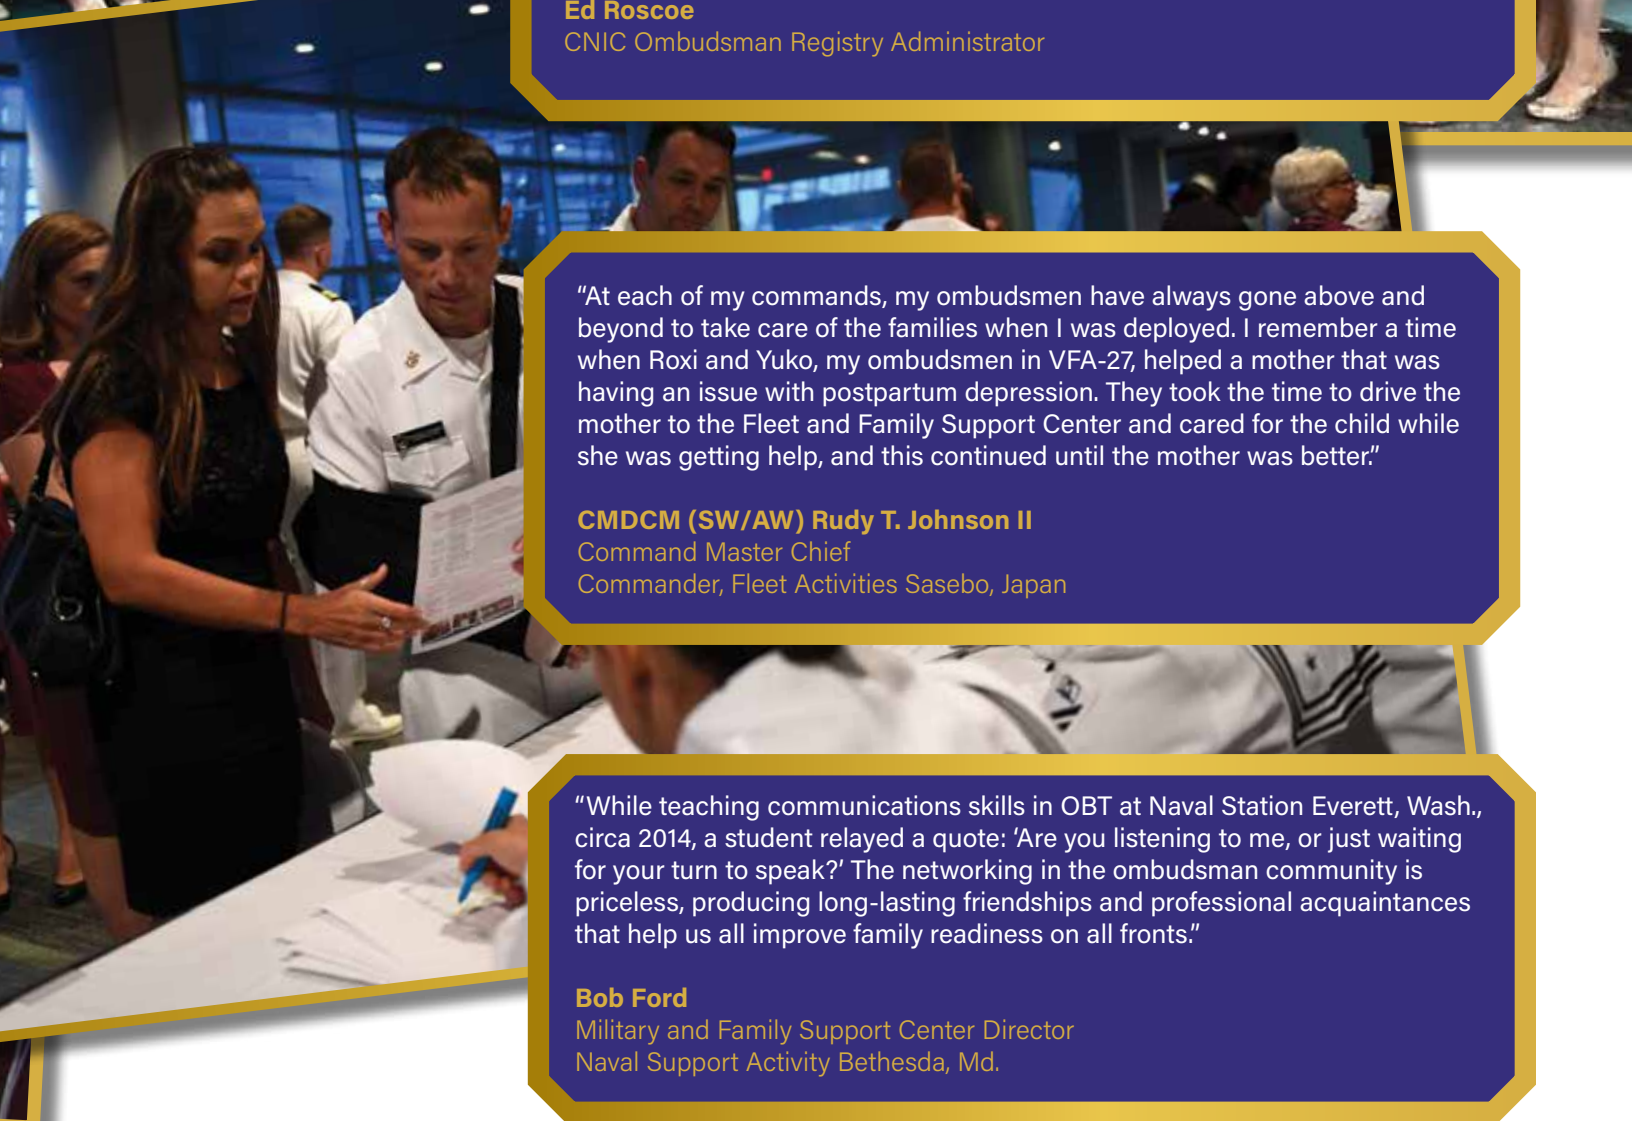 Ed Roscoe
CNIC Ombudsman Registry Administrator
“At each of my commands, my ombudsmen have always gone above and
beyond to take care of the families when I was deployed. I remember a time
when Roxi and Yuko, my ombudsmen in VFA-27, helped a mother that was
having an issue with postpartum depression. They took the time to drive the
mother to the Fleet and Family Support Center and cared for the child while
she was getting help, and this continued until the mother was better.”
CMDCM (SW/AW) Rudy T. Johnson II
Command Master Chief
Commander, Fleet Activities Sasebo, Japan
“While teaching communications skills in OBT at Naval Station Everett, Wash.,
circa 2014, a student relayed a quote: ‘Are you listening to me, or just waiting
for your turn to speak?’ The networking in the ombudsman community is
priceless, producing long-lasting friendships and professional acquaintances
that help us all improve family readiness on all fronts.”
Bob Ford
Military and Family Support Center Director
Naval Support Activity Bethesda, Md.